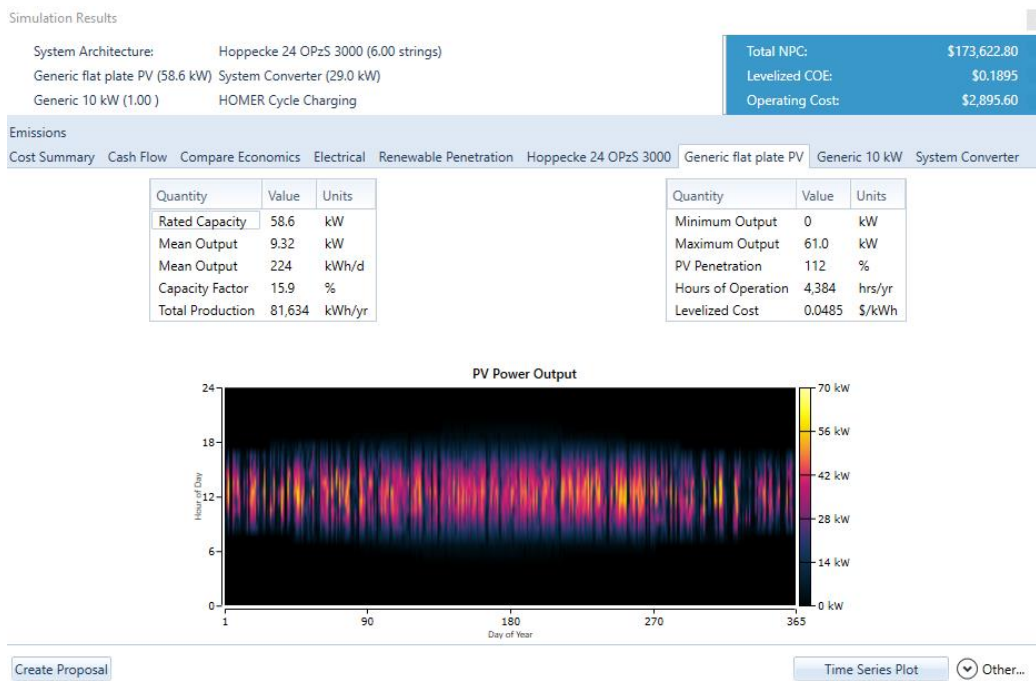 Simulation Results
System Architecture: Hoppecke 24 OPzS 3000 (6.00 strings)
Generic flat plate PV (58.6 kW) System Converter (29.0 kW)
Generic 10 kW (1.00 ) HOMER Cycle Charging
Total NPC: $173,622.80
Levelized COE: $0.1895
Operating Cost: $2,895.60
Emissions
Cost Summary Cash Flow Compare Economics Electrical Renewable Penetration Hoppecke 24 OPzS 3000 Generic flat plate PV Generic 10 kW System Converter
Quantity Value Units
Rated Capacity 58.6 kW
Mean Output 9.32 kW
Mean Output 224 kWh/d
Capacity Factor 15.9 %
Total Production 81,634 kWh/yr
Quantity Value Units
Minimum Output 0 kW
Maximum Output 61.0 kW
PV Penetration 112 %
Hours of Operation 4,384 hrs/yr
Levelized Cost 0.0485 $/kWh
PV Power Output
Hour of Day
24
18
12
6
0
70 kW
56 kW
42 kW
28 kW
14 kW
0 kW
1 90 180 270 365
Day of Year
Create Proposal Time Series Plot Other...